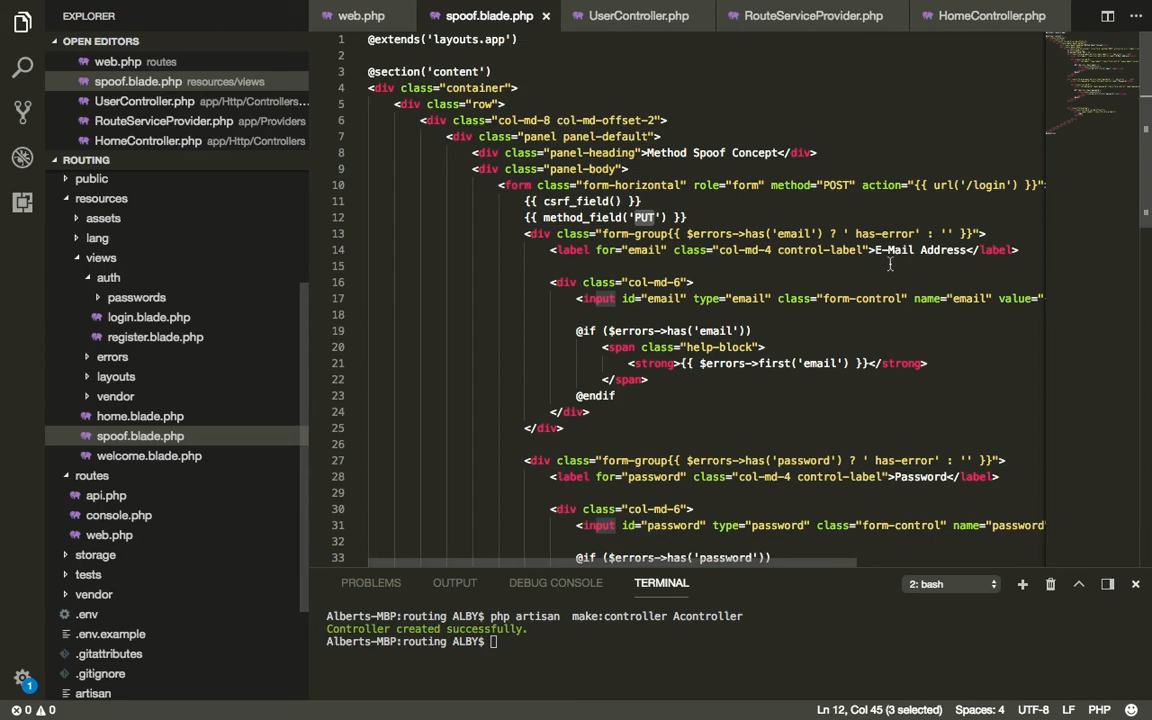 EXPLORER
OPEN EDITORS
web.php routes
spoof.blade.php resources/views
UserController.php app/Http/Controllers...
RouteServiceProvider.php app/Providers
HomeController.php app/Http/Controllers
ROUTING
public
resources
assets
lang
views
auth
passwords
login.blade.php
register.blade.php
errors
layouts
vendor
home.blade.php
spoof.blade.php
welcome.blade.php
routes
api.php
console.php
web.php
storage
tests
vendor
.env
.env.example
.gitattributes
.gitignore
artisan
web.php spoof.blade.php UserController.php RouteServiceProvider.php HomeController.php
1 @extends('layouts.app')
2
3 @section('content')
4 <div class="container">
5 <div class="row">
6 <div class="col-md-8 col-md-offset-2">
7 <div class="panel panel-default">
8 <div class="panel-heading">Method Spoof Concept</div>
9 <div class="panel-body">
10 <form class="form-horizontal" role="form" method="POST" action="{{ url('/login') }}"
11 {{ csrf_field() }}
12 {{ method_field('PUT') }}
13 <div class="form-group{{ $errors->has('email') ? ' has-error' : '' }}">
14 <label for="email" class="col-md-4 control-label">E-Mail Address</label>
15
16 <div class="col-md-6">
17 <input id="email" type="email" class="form-control" name="email" value="
18
19 @if ($errors->has('email'))
20 <span class="help-block">
21 <strong>{{ $errors->first('email') }}</strong>
22 </span>
23 @endif
24 </div>
25 </div>
26
27 <div class="form-group{{ $errors->has('password') ? ' has-error' : '' }}">
28 <label for="password" class="col-md-4 control-label">Password</label>
29
30 <div class="col-md-6">
31 <input id="password" type="password" class="form-control" name="password"
32
33 @if ($errors->has('password'))
PROBLEMS OUTPUT DEBUG CONSOLE TERMINAL 2: bash
Alberts-MBP:routing ALBY$ php artisan  make:controller Acontroller
Controller created successfully.
Alberts-MBP:routing ALBY$
1
0 0 Ln 12, Col 45 (3 selected) Spaces: 4 UTF-8 LF PHP